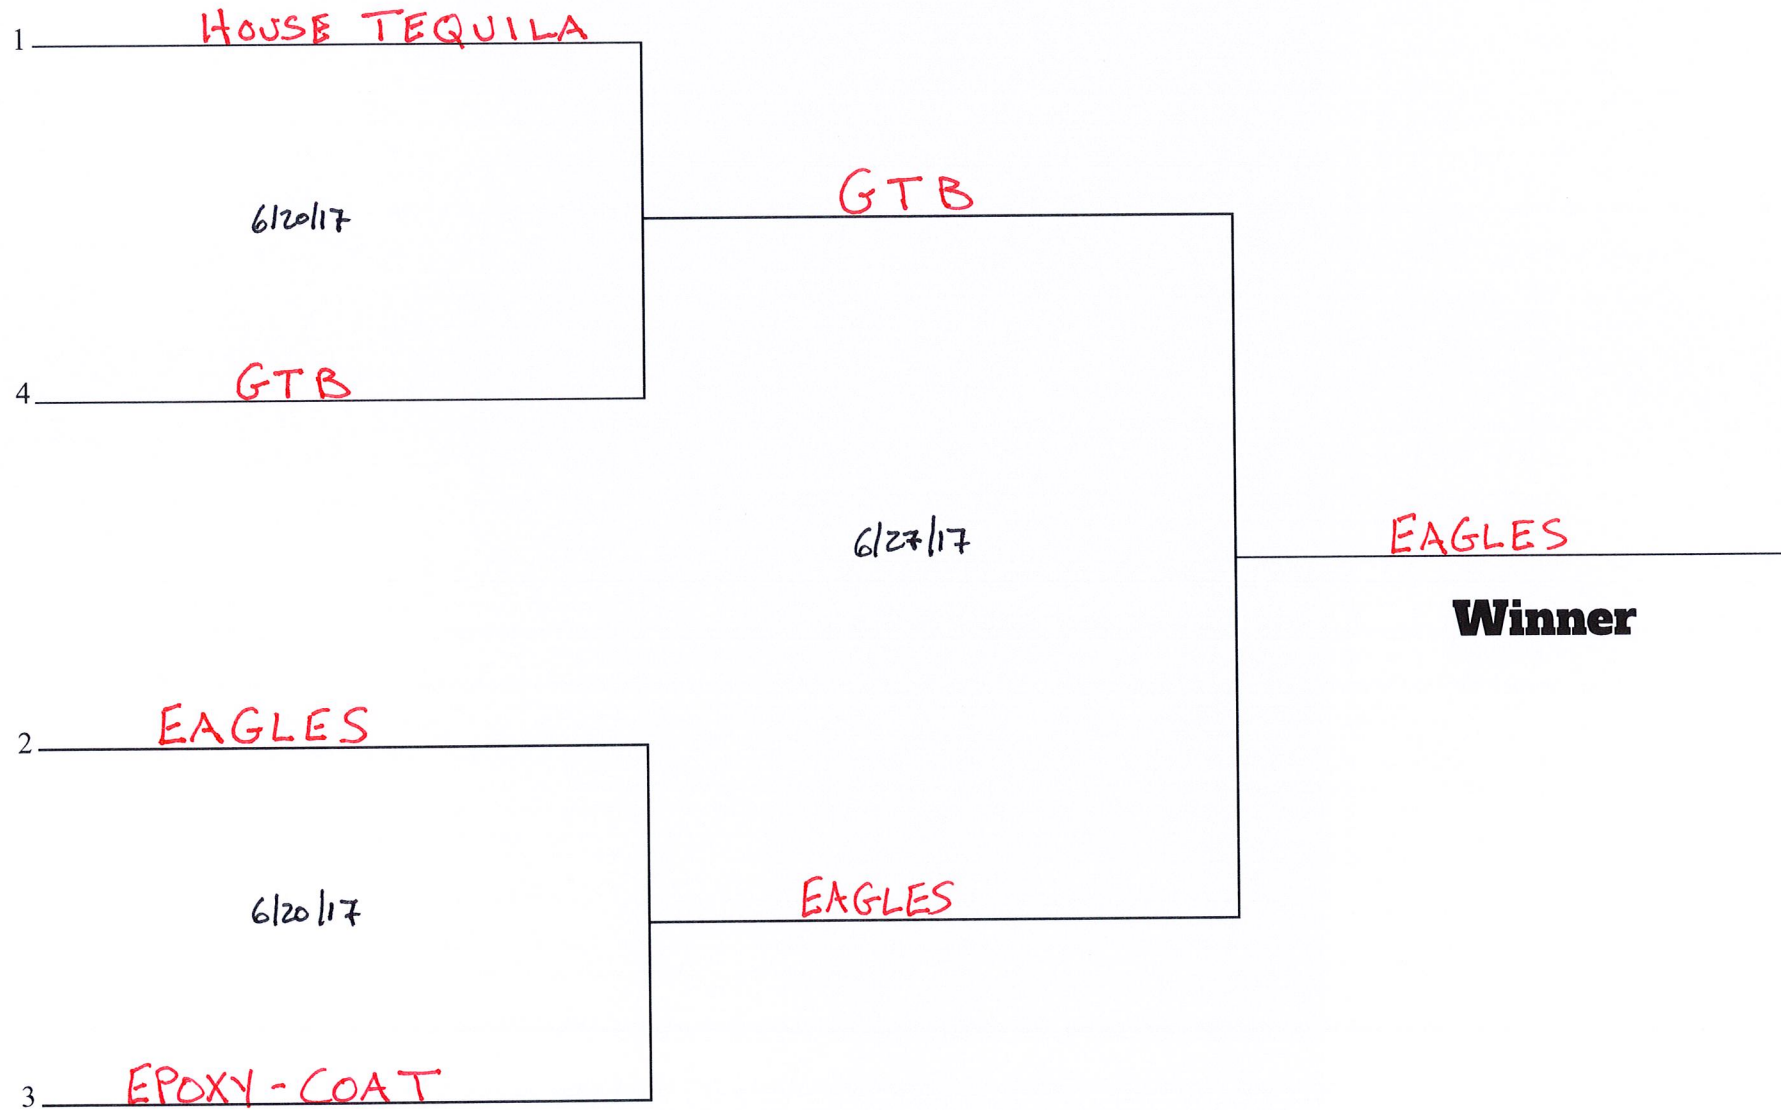 1 HOUSE TEQUILA
6/20/17
GTB
4 GTB
6/27/17
EAGLES
Winner
2 EAGLES
6/20/17
EAGLES
3 EPOXY-COAT